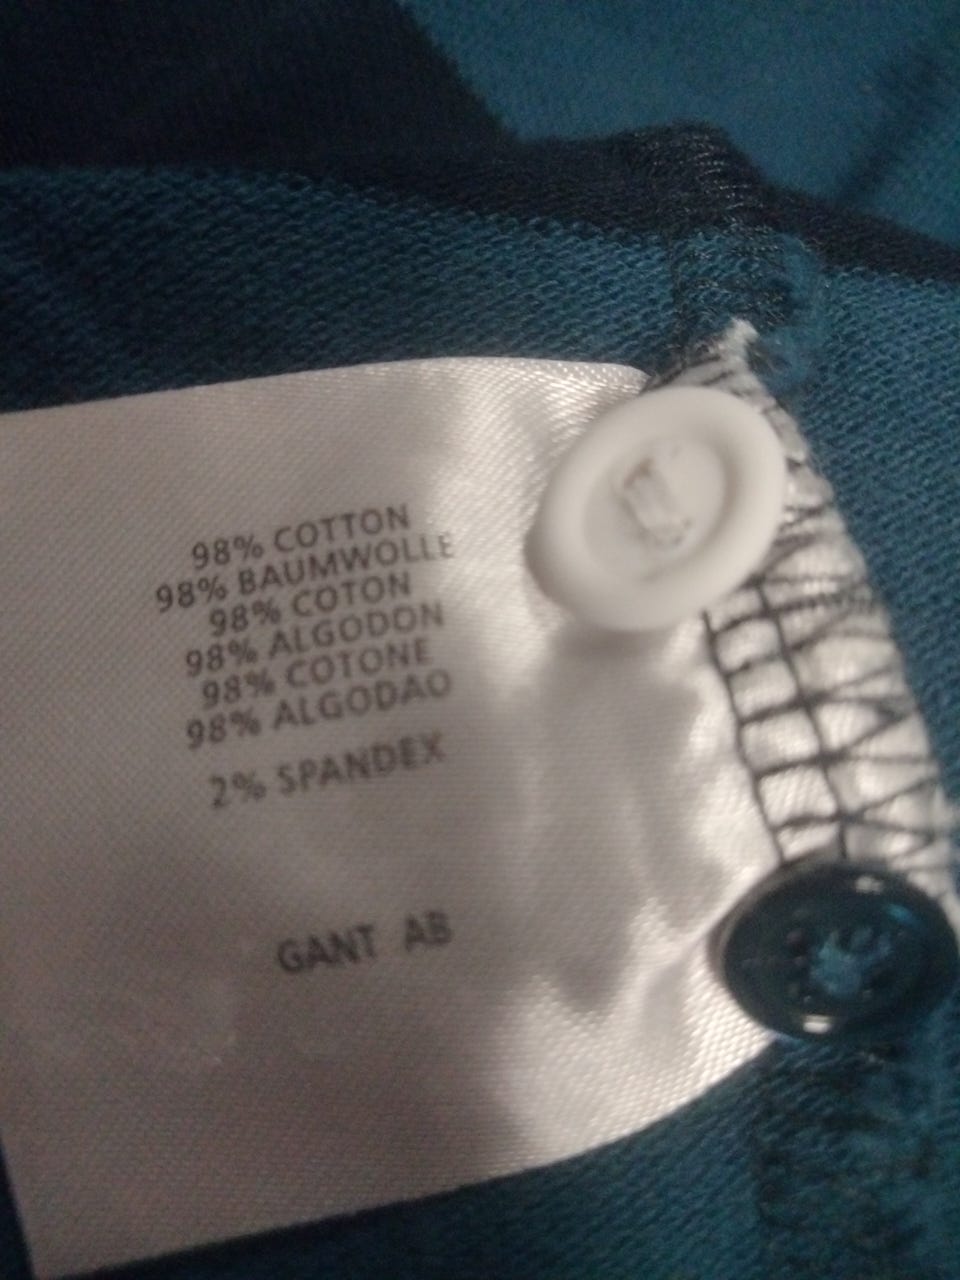 98% COTTON
98% BAUMWOLLE
98% COTON
98% ALGODON
98% COTONE
98% ALGODAO
2% SPANDEX
GANT AB